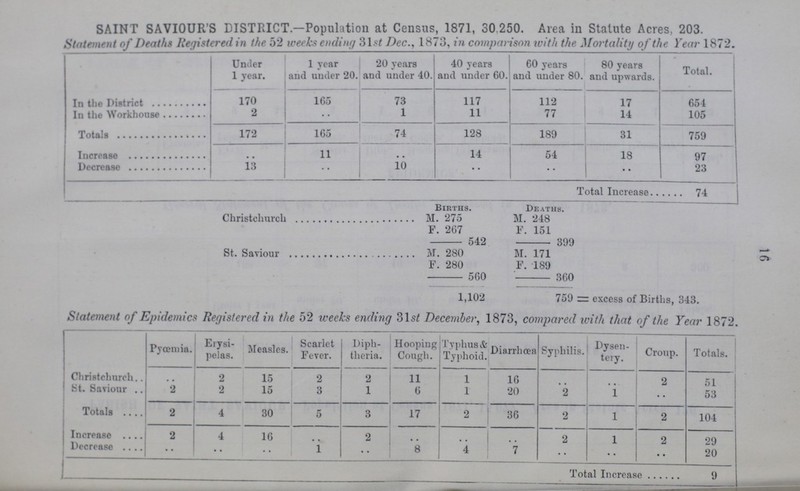 SAINT SAVIOUR'S DISTRICT.—Population at Census, 1871, 30,250. Area in Statute Acres, 203.
Statement of Deaths Registered in the 52 weeks ending 31st Dec., 1873, in comparison with the Mortality of the Year 1872.
Under 1 year. 1 year and under 20. 20 years and under 40. 40 years and under 60. 60 years and under 80. 80 years and upwards. Total.
In the District .......... 170 165 73 117 112 17 654
In the Workhouse ........ 2 .. 1 11 77 14 105
Totals ................ 172 165 74 128 189 31 759
Increase .............. .. 11 .. 14 54 18 97
Decrease .............. 13 .. 10 .. .. .. 23
Total Increase...... 74
BIRTHS. DEATHS.
Christchurch ...................... M. 275 M. 248
F. 267 F. 151
542 399
St. Saviour ...................... M. 280 M. 171
F. 280 F. 189
560 360
1,102 759 = excess of Births, 343.
16
Statement of Epidemics Registered in the 52 weeks ending 31st December, 1873, compared with that of the Year 1872.
Pyœmia. Erysipelas. Measles. Scarlet Fever. Diphtheria. Hooping Cough. Typhus & Typhoid. Diarrhœa Syphilis. Dysentery. Croup. Totals.
Christchurch.. .. 2 15 2 2 11 1 16 .. .. 2 51
St. Saviour .. 2 2 15 3 1 6 1 20 2 1 .. 53
Totals .... 2 4 30 5 3 17 2 36 2 1 2 104
Increase .... 2 4 16 .. 2 .. .. .. 2 1 2 29
Decrease .... .. .. .. 1 .. 8 4 7 .. .. .. 20
Total Increase ...... 9